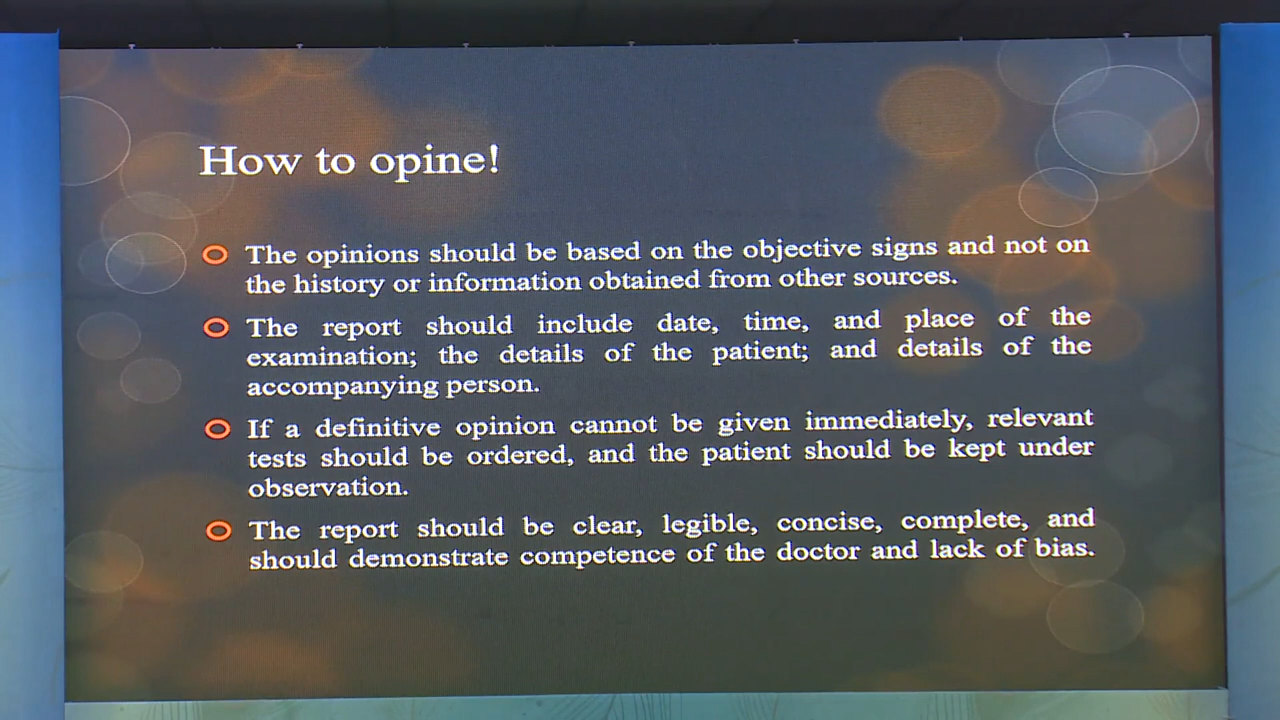 How to opine!
The opinions should be based on the objective signs and not on
the history or information obtained from other sources.
The report should include date, time, and place of the
examination; the details of the patient; and details of the
accompanying person.
If a definitive opinion cannot be given immediately, relevant
tests should be ordered, and the patient should be kept under
observation.
The report should be clear, legible, concise, complete, and
should demonstrate competence of the doctor and lack of bias.